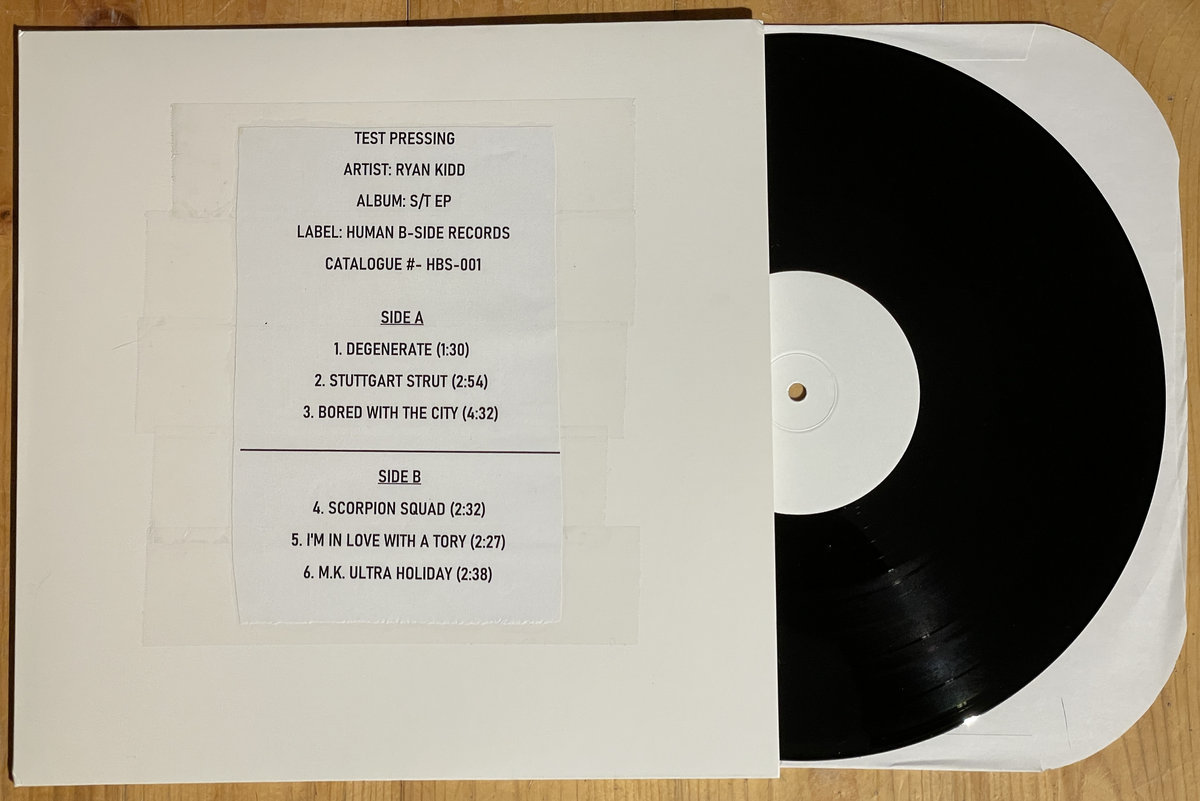 TEST PRESSING
ARTIST: RYAN KIDD
ALBUM: S/T EP
LABEL: HUMAN B-SIDE RECORDS
CATALOGUE #- HBS-001
SIDE A
1. DEGENERATE (1:30)
2. STUTTGART STRUT (2:54)
3. BORED WITH THE CITY (4:32)
SIDE B
4. SCORPION SQUAD (2:32)
5. I'M IN LOVE WITH A TORY (2:27)
6. M.K. ULTRA HOLIDAY (2:38)